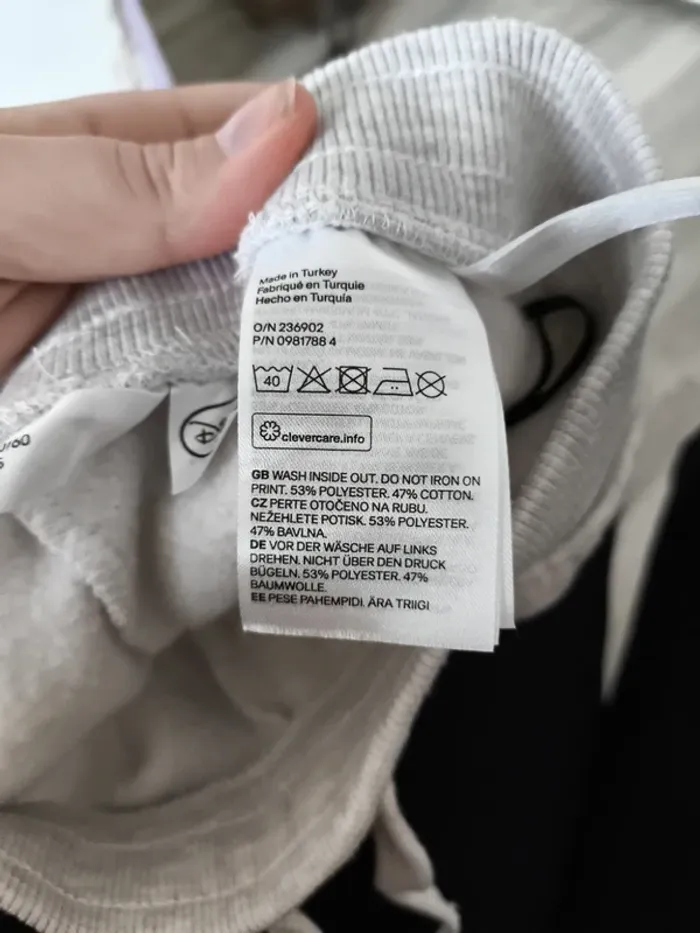 Made in Turkey
Fabriqué en Turquie
Hecho en Turquía
O/N 236902
P/N 0981788 4
40
clevercare.info
GB WASH INSIDE OUT. DO NOT IRON ON
PRINT. 53% POLYESTER. 47% COTTON.
CZ PERTE OTOČENO NA RUBU.
NEŽEHLETE POTISK. 53% POLYESTER.
47% BAVLNA.
DE VOR DER WÄSCHE AUF LINKS
DREHEN. NICHT ÜBER DEN DRUCK
BÜGELN. 53% POLYESTER. 47%
BAUMWOLLE.
EE PESE PAHEMPIDI. ÄRA TRIIGI